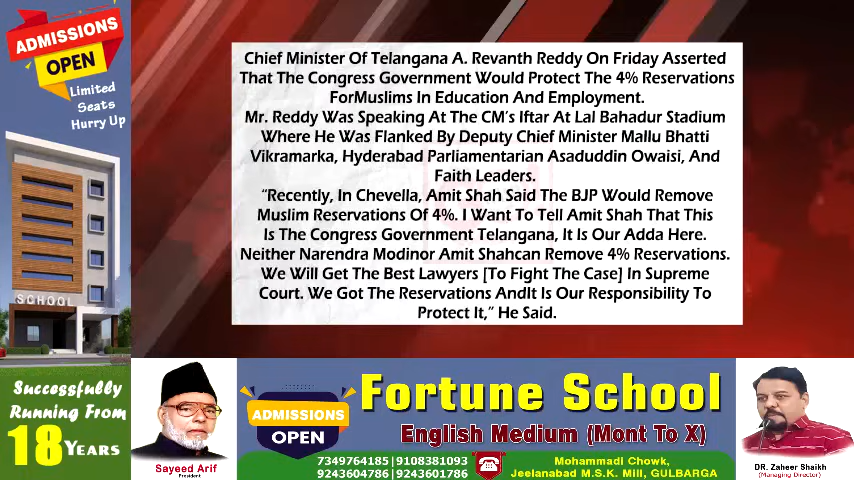 ADMISSIONS
OPEN
Limited
Seats
Hurry Up
SCHOOL
Successfully
Running From
18 YEARS
Chief Minister Of Telangana A. Revanth Reddy On Friday Asserted
That The Congress Government Would Protect The 4% Reservations
ForMuslims In Education And Employment.
Mr. Reddy Was Speaking At The CM's Iftar At Lal Bahadur Stadium
Where He Was Flanked By Deputy Chief Minister Mallu Bhatti
Vikramarka, Hyderabad Parliamentarian Asaduddin Owaisi, And
Faith Leaders.
"Recently, In Chevella, Amit Shah Said The BJP Would Remove
Muslim Reservations Of 4%. I Want To Tell Amit Shah That This
Is The Congress Government Telangana, It Is Our Adda Here.
Neither Narendra Modinor Amit Shahcan Remove 4% Reservations.
We Will Get The Best Lawyers [To Fight The Case] In Supreme
Court. We Got The Reservations AndIt Is Our Responsibility To
Protect It," He Said.
Sayeed Arif
President
ADMISSIONS
OPEN
Fortune School
English Medium (Mont To X)
7349764185|9108381093
9243604786|9243601786
Mohammadi Chowk,
Jeelanabad M.S.K. Mill, GULBARGA
DR. Zaheer Shaikh
(Managing-Director)